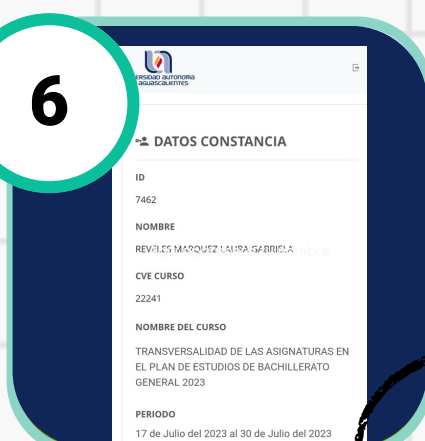 6
UNIVERSIDAD AUTONOMA
DE AGUASCALIENTES
DATOS CONSTANCIA
ID
7462
NOMBRE
REVELES MARQUEZ LAURA GABRIELA
CVE CURSO
22241
NOMBRE DEL CURSO
TRANSVERSALIDAD DE LAS ASIGNATURAS EN
EL PLAN DE ESTUDIOS DE BACHILLERATO
GENERAL 2023
PERIODO
17 de Julio del 2023 al 30 de Julio del 2023